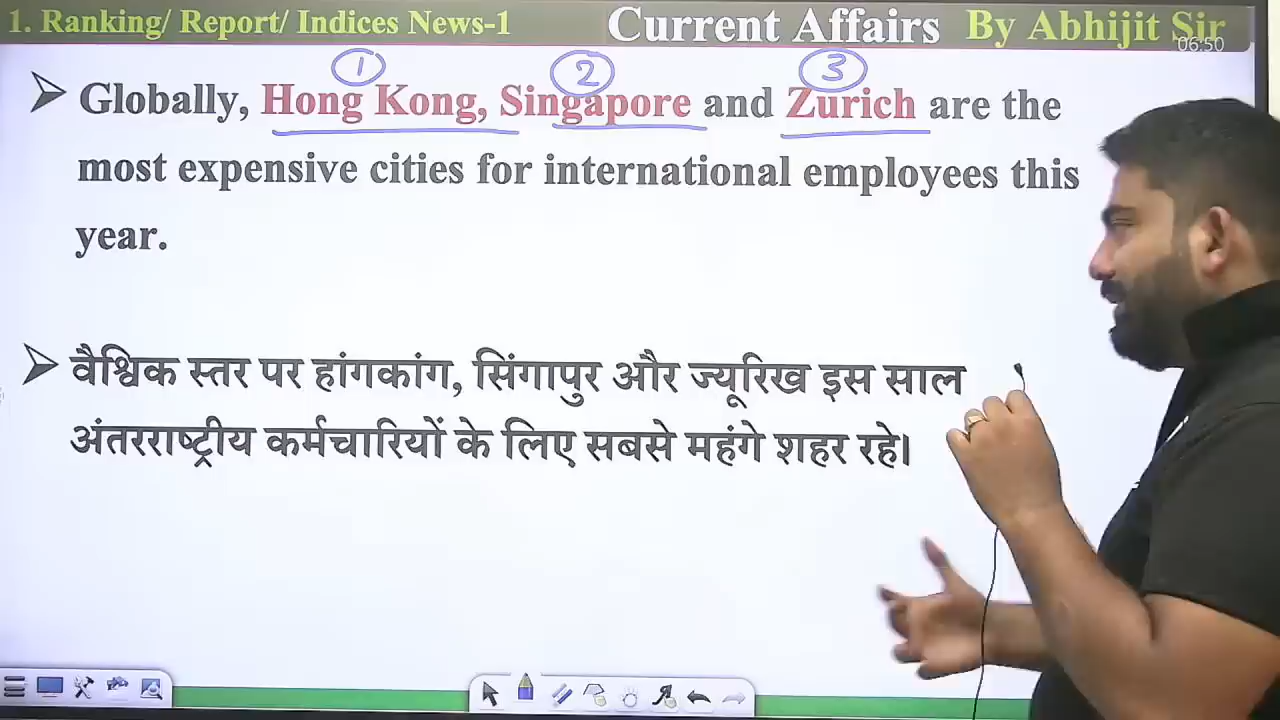 1. Ranking/ Report/ Indices News-1 Current Affairs By Abhijit Sir
06:50
1 2 3
➢ Globally, Hong Kong, Singapore and Zurich are the
most expensive cities for international employees this
year.
➢ वैश्विक स्तर पर हांगकांग, सिंगापुर और ज्यूरिख इस साल
अंतरराष्ट्रीय कर्मचारियों के लिए सबसे महंगे शहर रहे।